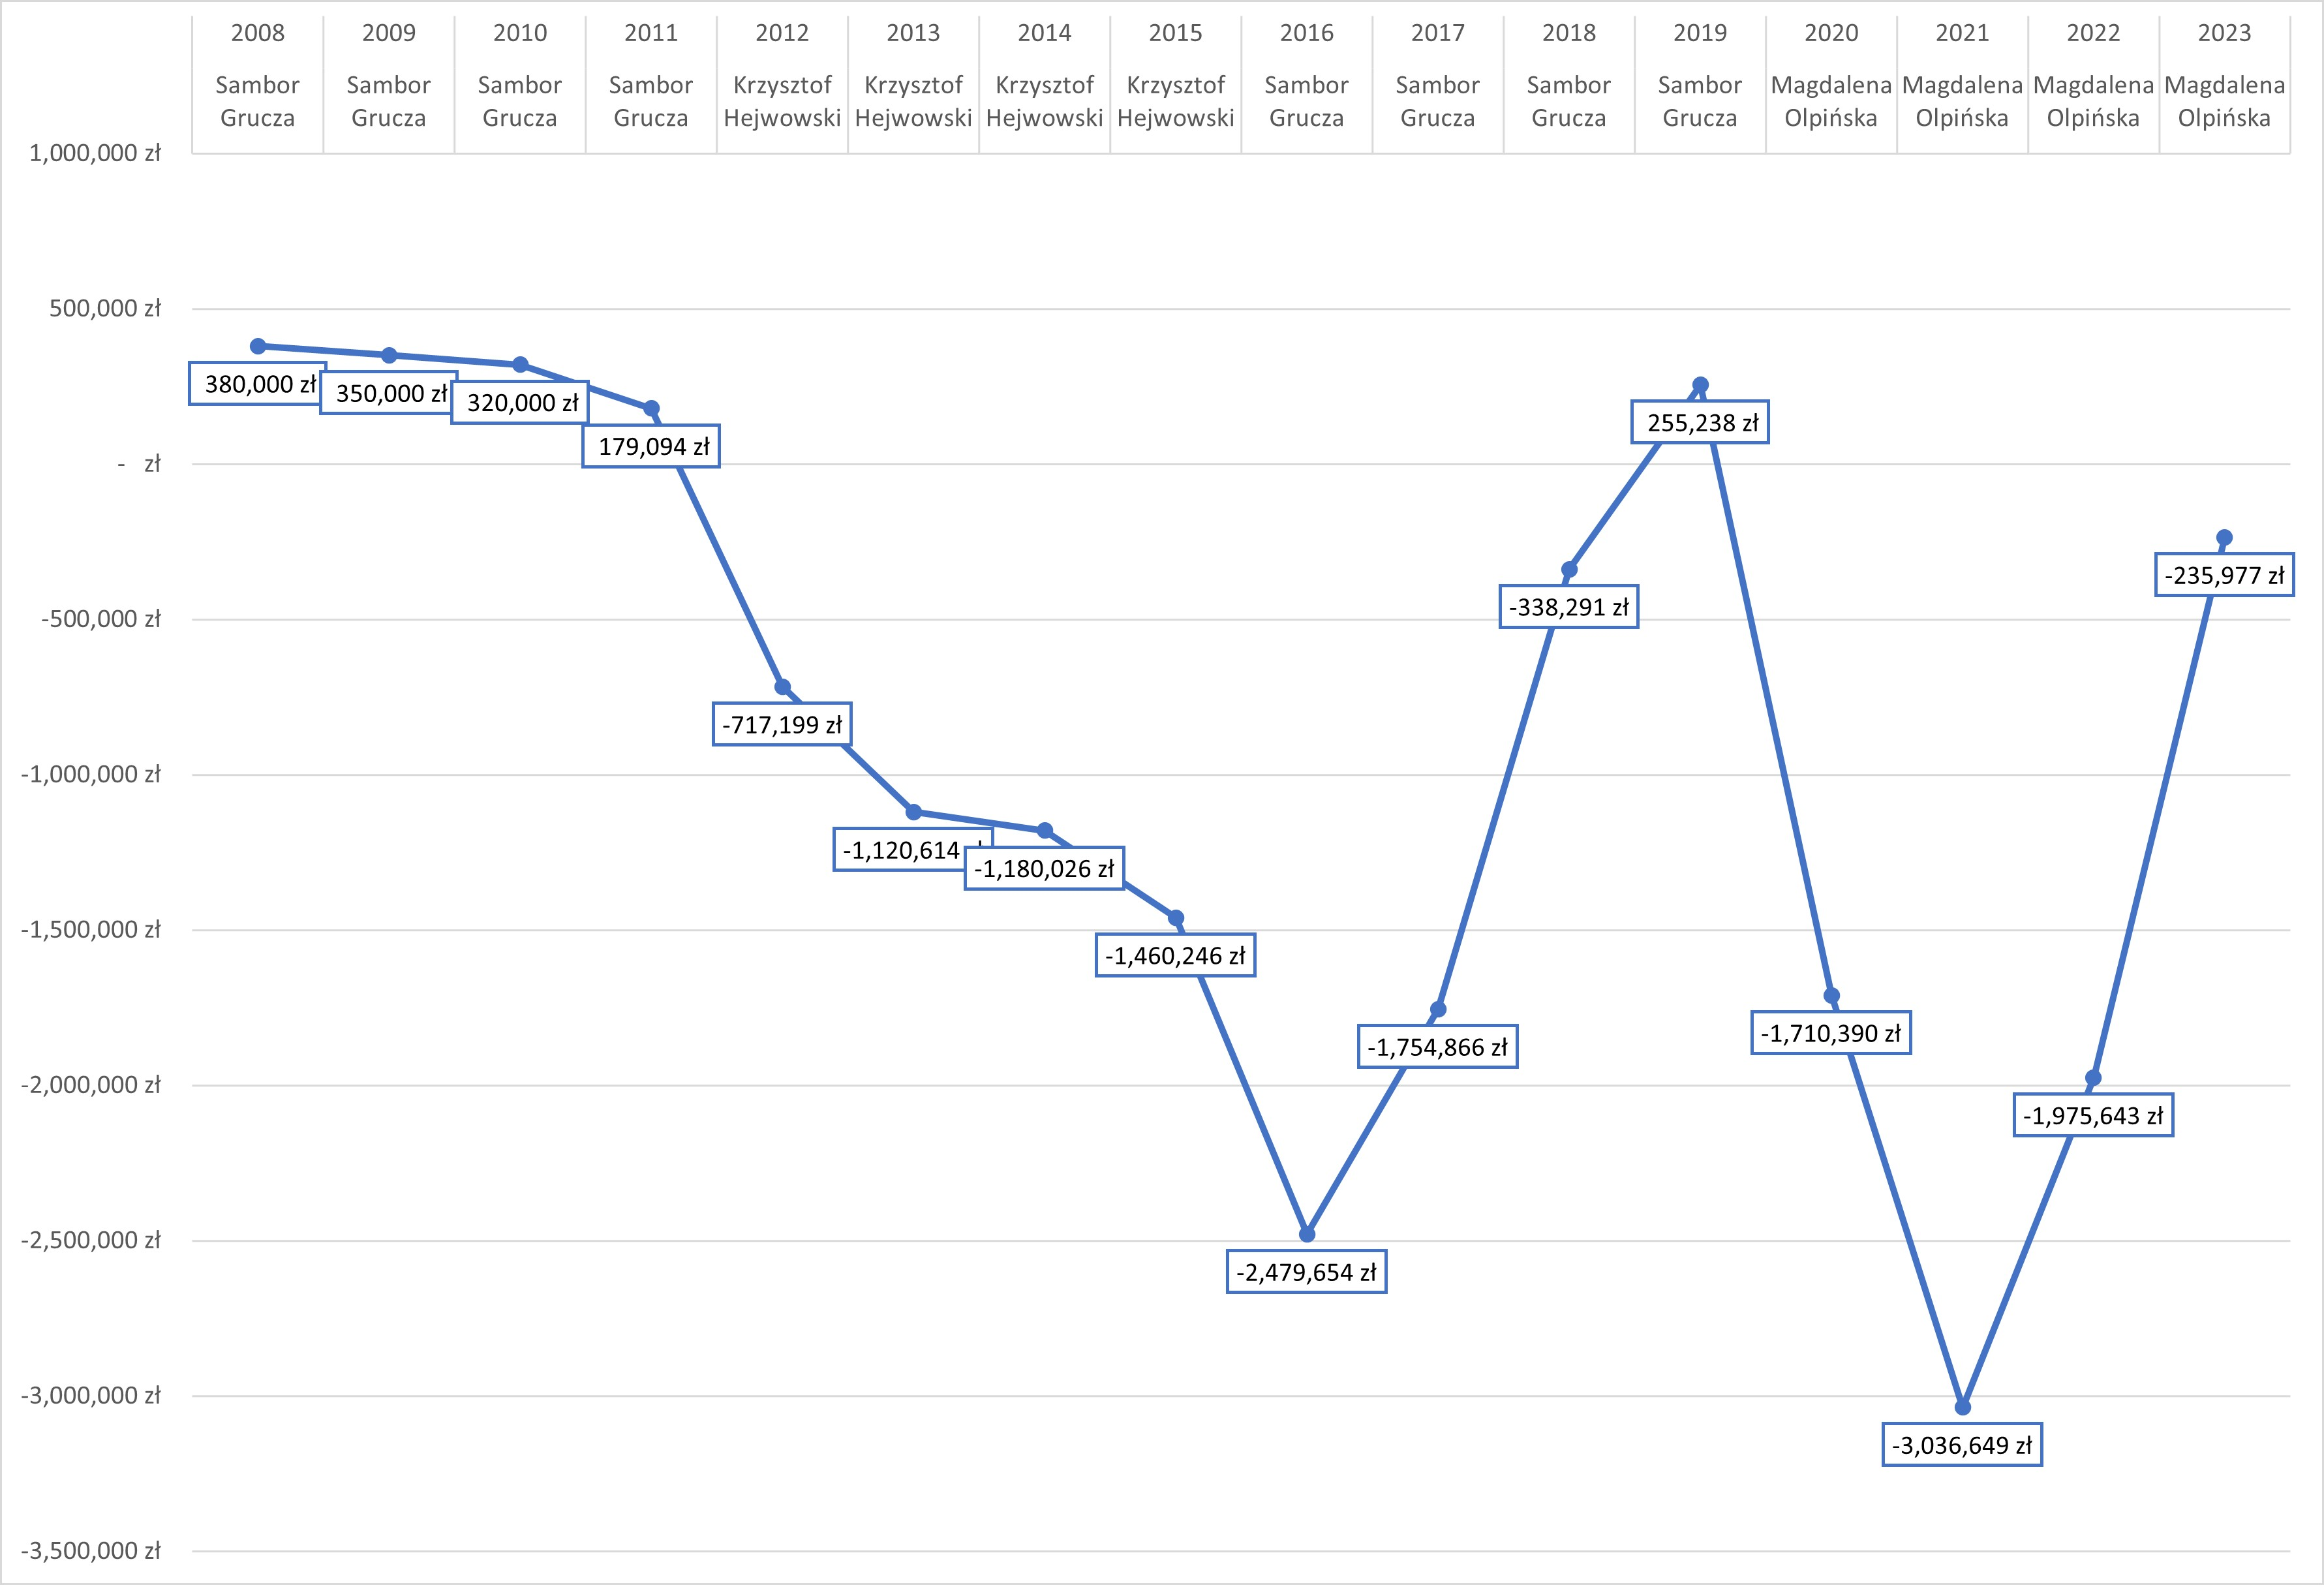 2008 2009 2010 2011 2012 2013 2014 2015 2016 2017 2018 2019 2020 2021 2022 2023
Sambor Sambor Sambor Sambor Krzysztof Krzysztof Krzysztof Krzysztof Sambor Sambor Sambor Sambor Magdalena Magdalena Magdalena Magdalena
Grucza Grucza Grucza Grucza Hejwowski Hejwowski Hejwowski Hejwowski Grucza Grucza Grucza Grucza Olpińska Olpińska Olpińska Olpińska
1,000,000 zł
500,000 zł
380,000 zł
350,000 zł
320,000 zł
179,094 zł
255,238 zł
- zł
-235,977 zł
-338,291 zł
-500,000 zł
-717,199 zł
-1,000,000 zł
-1,120,614
-1,180,026 zł
-1,500,000 zł
-1,460,246 zł
-1,710,390 zł
-1,754,866 zł
-2,000,000 zł
-1,975,643 zł
-2,500,000 zł
-2,479,654 zł
-3,000,000 zł
-3,036,649 zł
-3,500,000 zł